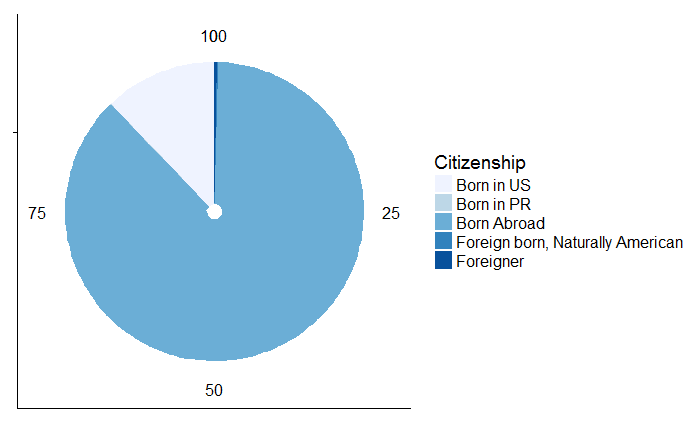 100
75
25
50
Citizenship
Born in US
Born in PR
Born Abroad
Foreign born, Naturally American
Foreigner